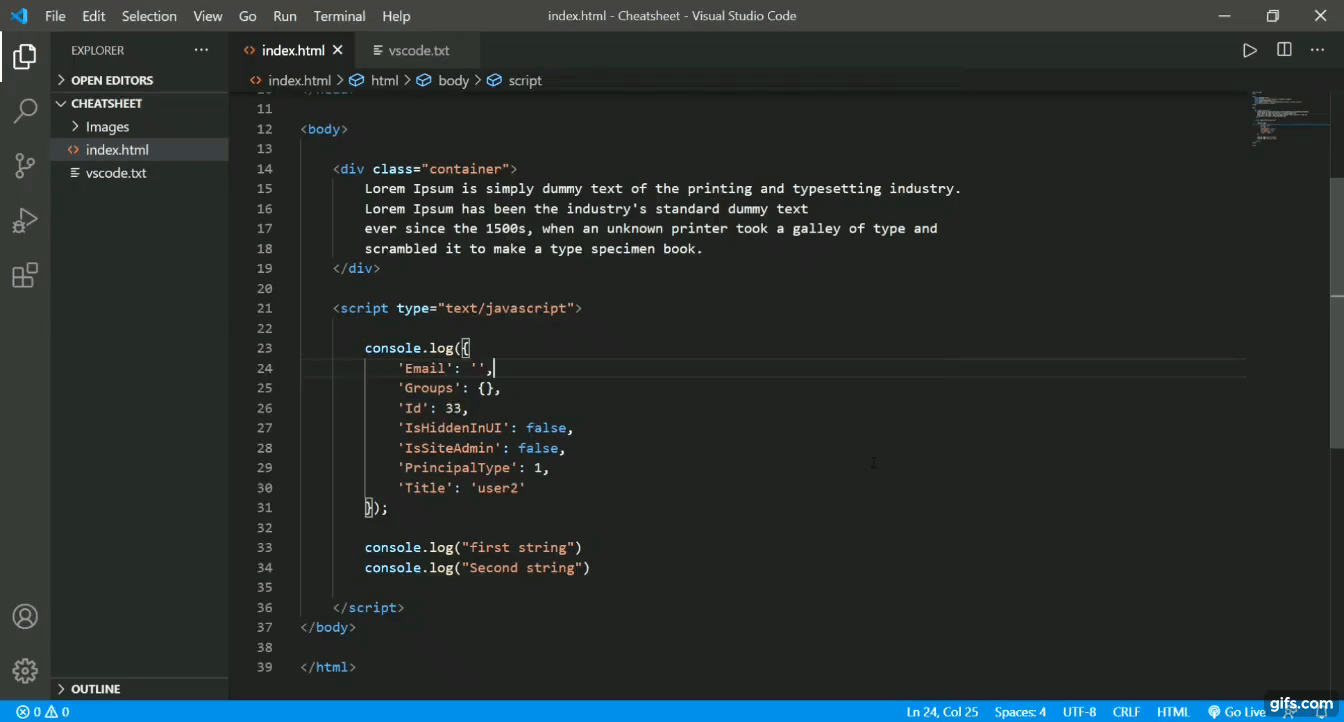 File Edit Selection View Go Run Terminal Help
index.html - Cheatsheet - Visual Studio Code
EXPLORER
OPEN EDITORS
CHEATSHEET
Images
index.html
vscode.txt
OUTLINE
index.html vscode.txt
index.html > html > body > script
11
12 <body>
13
14 <div class="container">
15 Lorem Ipsum is simply dummy text of the printing and typesetting industry.
16 Lorem Ipsum has been the industry's standard dummy text
17 ever since the 1500s, when an unknown printer took a galley of type and
18 scrambled it to make a type specimen book.
19 </div>
20
21 <script type="text/javascript">
22
23 console.log({
24 'Email': '',
25 'Groups': {},
26 'Id': 33,
27 'IsHiddenInUI': false,
28 'IsSiteAdmin': false,
29 'PrincipalType': 1,
30 'Title': 'user2'
31 });
32
33 console.log("first string")
34 console.log("Second string")
35
36 </script>
37 </body>
38
39 </html>
0 0 Ln 24, Col 25 Spaces: 4 UTF-8 CRLF HTML Go Live
gifs.com